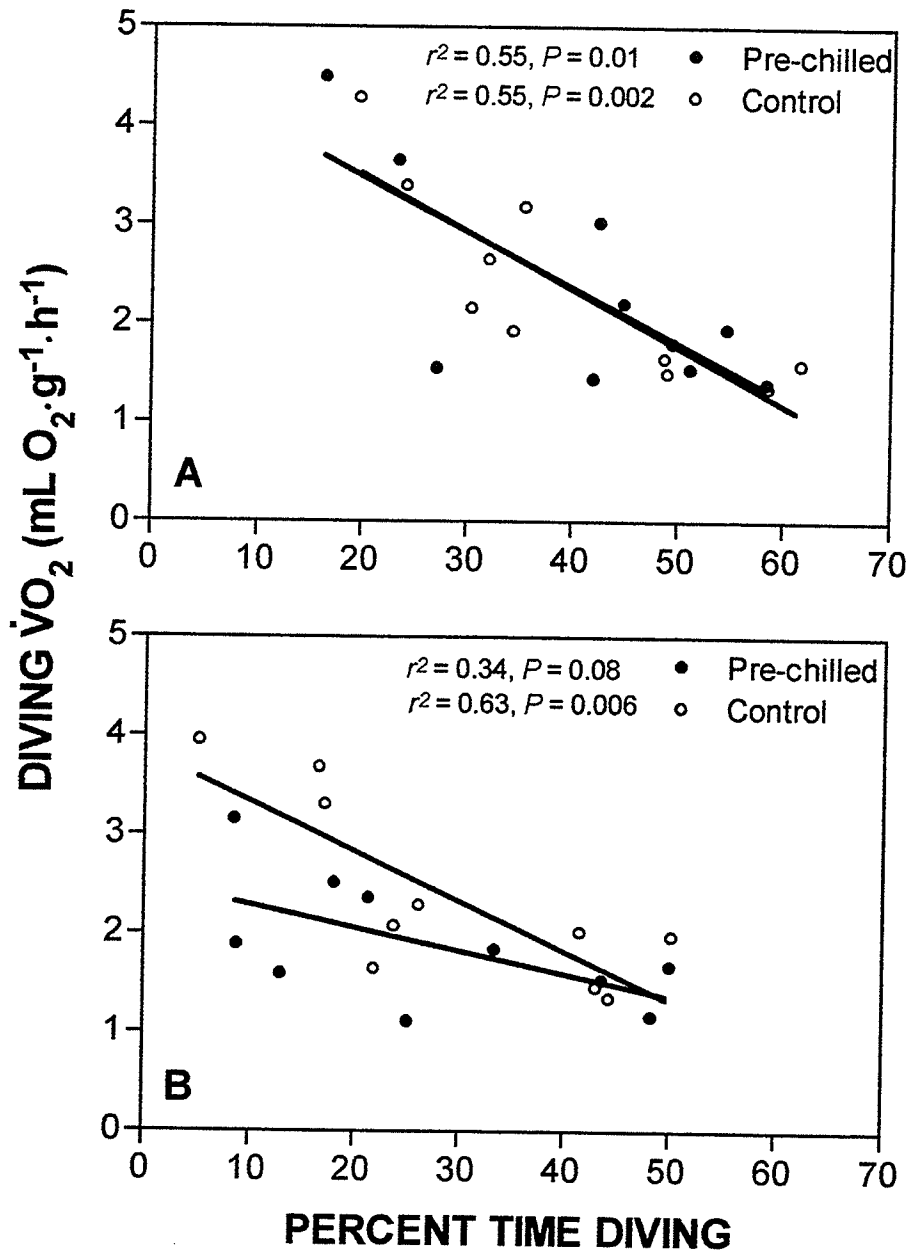 5
r2 = 0.55, P = 0.01 Pre-chilled
r2 = 0.55, P = 0.002 Control
4
3
2
1
A
0
0 10 20 30 40 50 60 70
DIVING V̇O2 (mL O2·g-1·h-1)
5
r2 = 0.34, P = 0.08 Pre-chilled
r2 = 0.63, P = 0.006 Control
4
3
2
1
B
0
0 10 20 30 40 50 60 70
PERCENT TIME DIVING